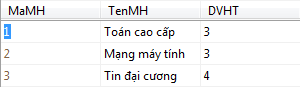 MaMH TenMH DVHT
1 Toán cao cấp 3
2 Mạng máy tính 3
3 Tin đại cương 4